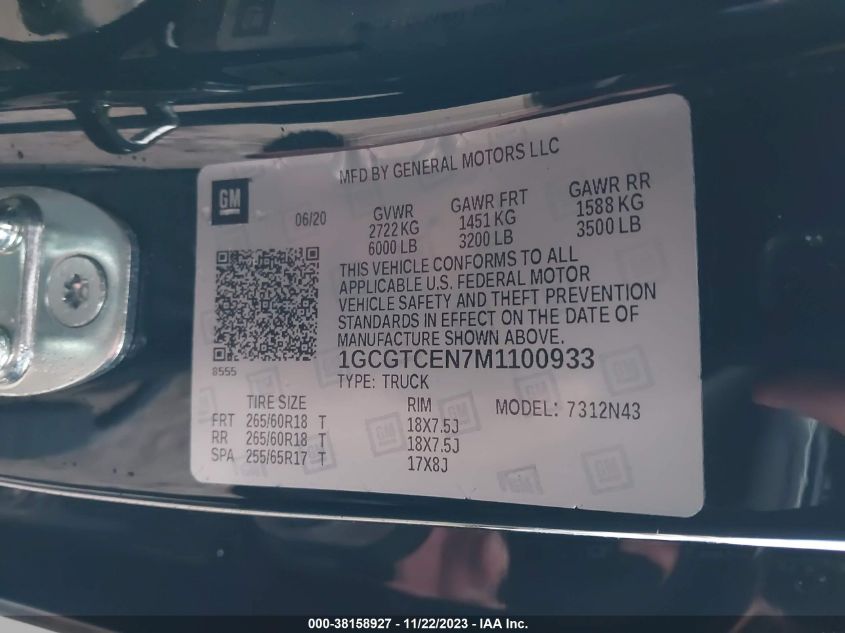 MFD BY GENERAL MOTORS LLC
GM
06/20
GVWR GAWR FRT GAWR RR
2722 KG 1451 KG 1588 KG
6000 LB 3200 LB 3500 LB
THIS VEHICLE CONFORMS TO ALL
APPLICABLE U.S. FEDERAL MOTOR
VEHICLE SAFETY AND THEFT PREVENTION
STANDARDS IN EFFECT ON THE DATE OF
MANUFACTURE SHOWN ABOVE.
8555
1GCGTCEN7M1100933
TYPE: TRUCK
TIRE SIZE RIM MODEL: 7312N43
FRT 265/60R18 T 18X7.5J
RR 265/60R18 T 18X7.5J
SPA 255/65R17 T 17X8J
000-38158927 - 11/22/2023 - IAA Inc.